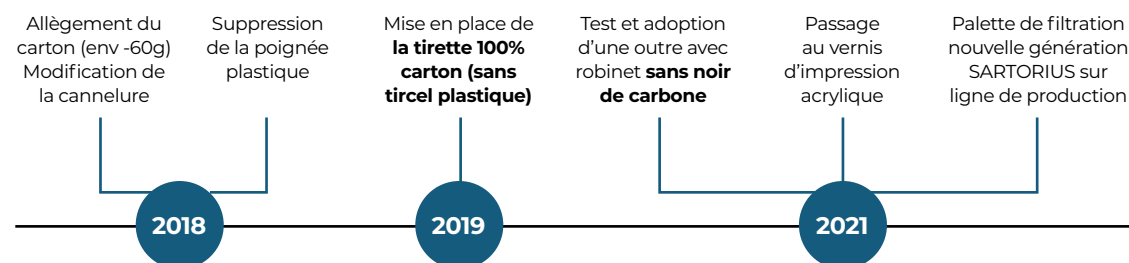 Allègement du
carton (env -60g)
Modification de
la cannelure
Suppression
de la poignée
plastique
Mise en place de
la tirette 100%
carton (sans
tircel plastique)
Test et adoption
d'une outre avec
robinet sans noir
de carbone
Passage
au vernis
d'impression
acrylique
Palette de filtration
nouvelle génération
SARTORIUS sur
ligne de production
2018
2019
2021